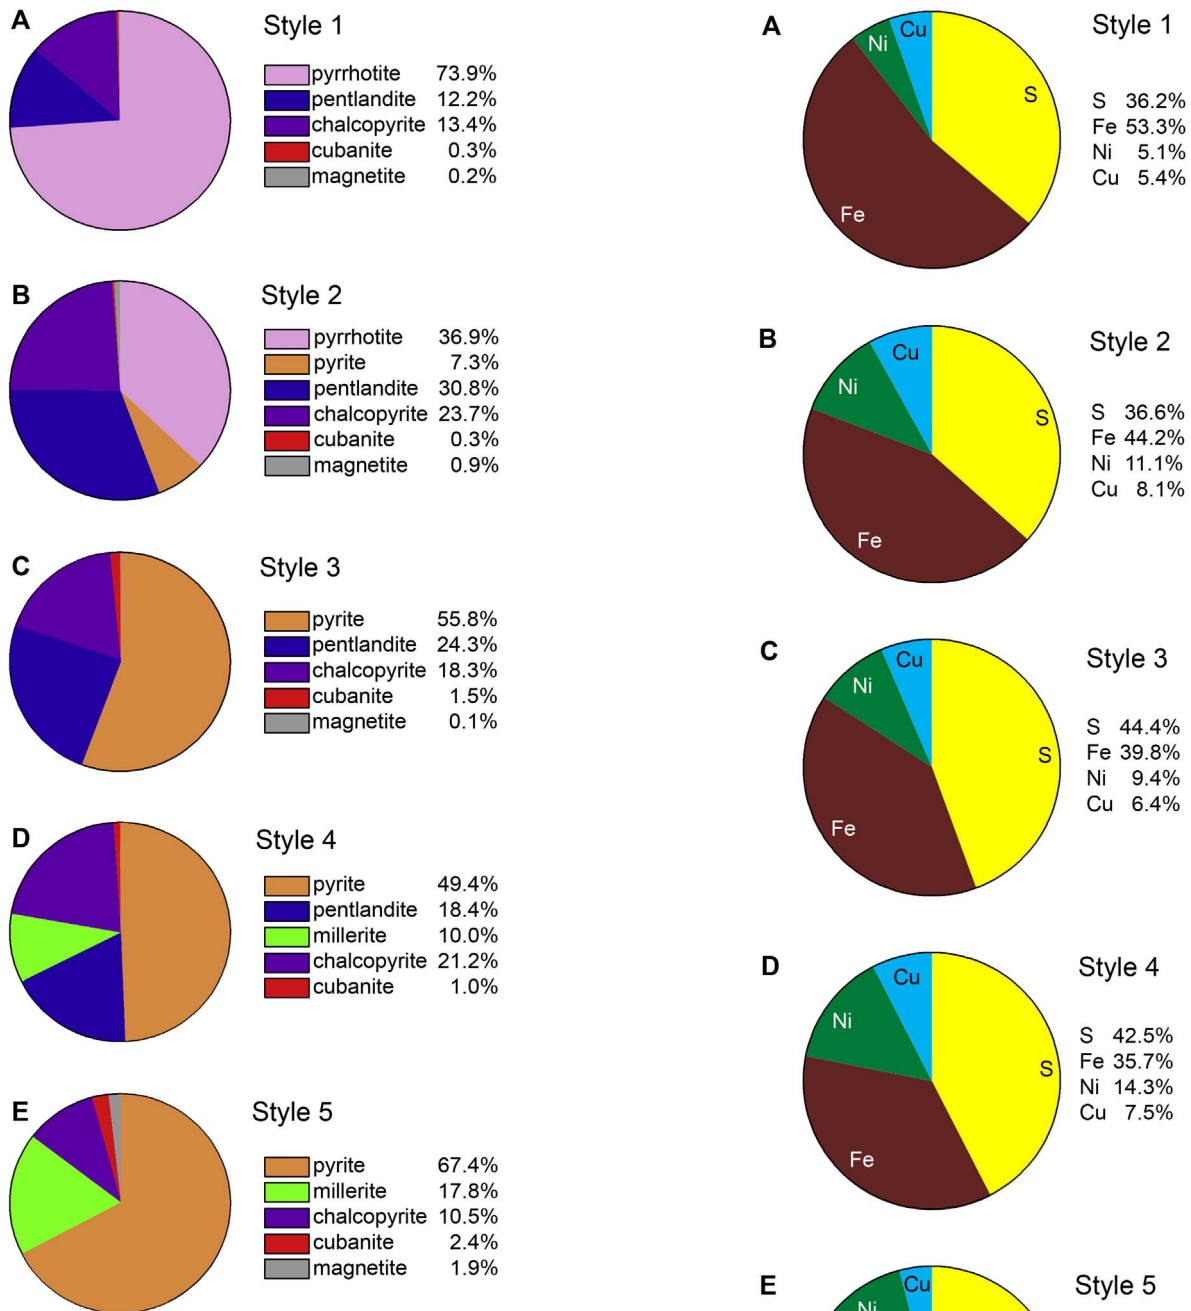 A
Style 1
pyrrhotite 73.9%
pentlandite 12.2%
chalcopyrite 13.4%
cubanite 0.3%
magnetite 0.2%
B
Style 2
pyrrhotite 36.9%
pyrite 7.3%
pentlandite 30.8%
chalcopyrite 23.7%
cubanite 0.3%
magnetite 0.9%
C
Style 3
pyrite 55.8%
pentlandite 24.3%
chalcopyrite 18.3%
cubanite 1.5%
magnetite 0.1%
D
Style 4
pyrite 49.4%
pentlandite 18.4%
millerite 10.0%
chalcopyrite 21.2%
cubanite 1.0%
E
Style 5
pyrite 67.4%
millerite 17.8%
chalcopyrite 10.5%
cubanite 2.4%
magnetite 1.9%
A
Style 1
Cu
Ni
S
Fe
S 36.2%
Fe 53.3%
Ni 5.1%
Cu 5.4%
B
Style 2
Cu
Ni
S
Fe
S 36.6%
Fe 44.2%
Ni 11.1%
Cu 8.1%
C
Style 3
Cu
Ni
S
Fe
S 44.4%
Fe 39.8%
Ni 9.4%
Cu 6.4%
D
Style 4
Cu
Ni
S
Fe
S 42.5%
Fe 35.7%
Ni 14.3%
Cu 7.5%
E
Style 5
Cu
Ni